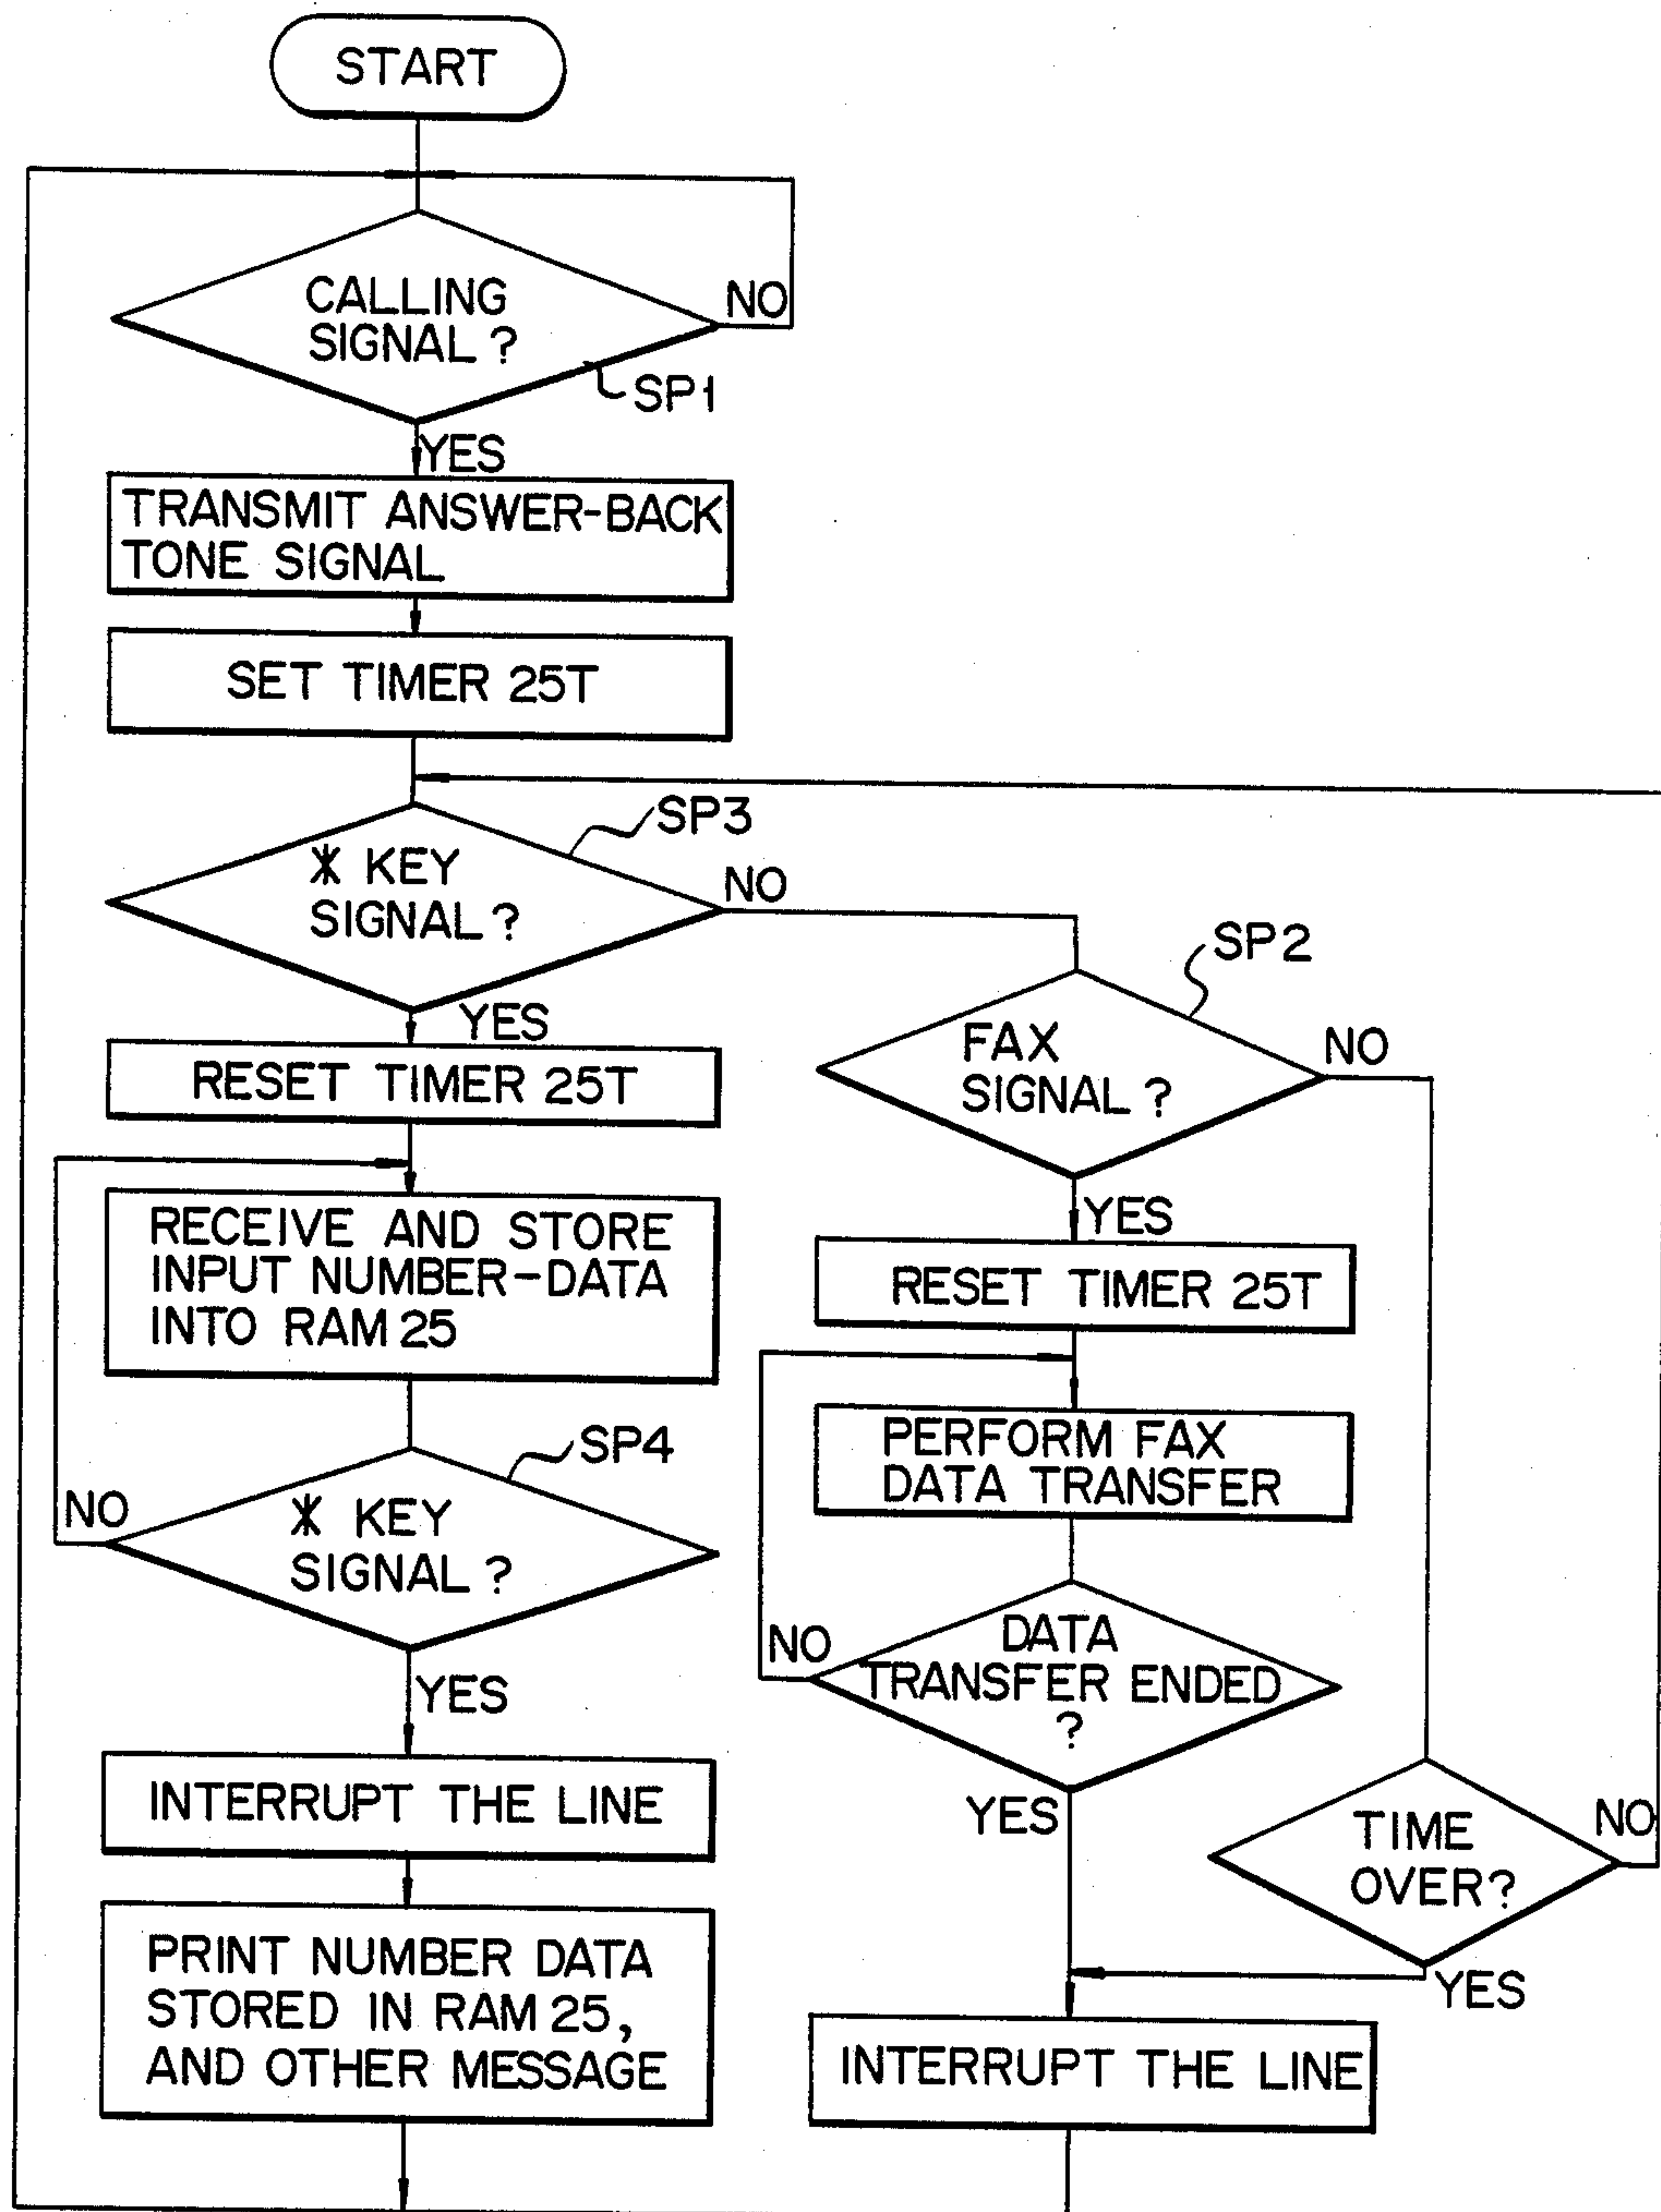 START
CALLING
SIGNAL?
NO
SP1
YES
TRANSMIT ANSWER-BACK
TONE SIGNAL
SET TIMER 25T
SP3
* KEY
SIGNAL?
NO
YES
SP2
FAX
SIGNAL?
NO
YES
RESET TIMER 25T
RECEIVE AND STORE
INPUT NUMBER-DATA
INTO RAM 25
RESET TIMER 25T
SP4
* KEY
SIGNAL?
NO
YES
PERFORM FAX
DATA TRANSFER
DATA
TRANSFER ENDED
?
NO
YES
TIME
OVER?
NO
YES
INTERRUPT THE LINE
PRINT NUMBER DATA
STORED IN RAM 25,
AND OTHER MESSAGE
INTERRUPT THE LINE